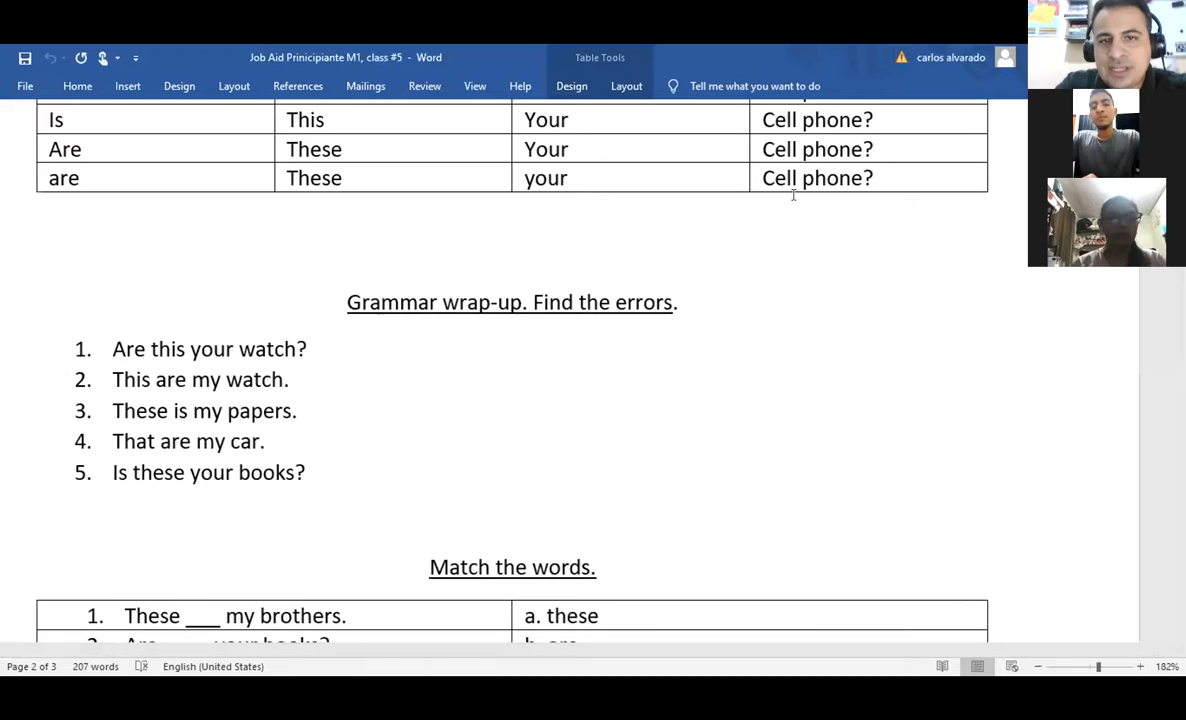 Job Aid Prinicipiante M1, class #5 - Word
Table Tools
carlos alvarado
File Home Insert Design Layout References Mailings Review View Help Design Layout Tell me what you want to do
Is This Your Cell phone?
Are These Your Cell phone?
are These your Cell phone?
Grammar wrap-up. Find the errors.
1. Are this your watch?
2. This are my watch.
3. These is my papers.
4. That are my car.
5. Is these your books?
Match the words.
1. These ___ my brothers. a. these
Page 2 of 3 207 words English (United States) 182%